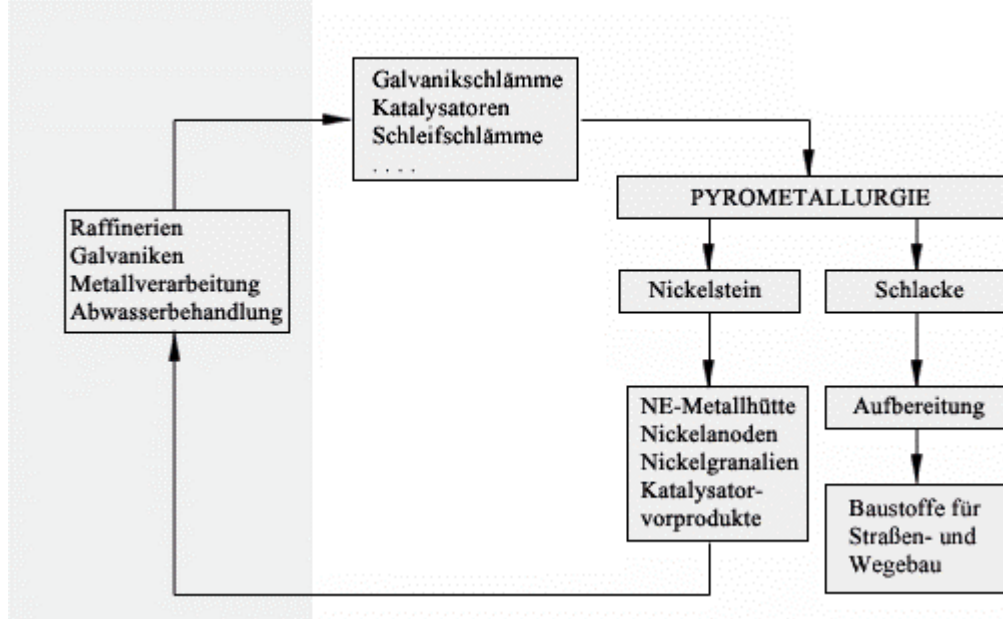 Galvanikschlämme
Katalysatoren
Schleifschlämme
. . . .
PYROMETALLURGIE
Raffinerien
Galvaniken
Metallverarbeitung
Abwasserbehandlung
Nickelstein
Schlacke
NE-Metallhütte
Nickelanoden
Nickelgranalien
Katalysator-
vorprodukte
Aufbereitung
Baustoffe für
Straßen- und
Wegebau